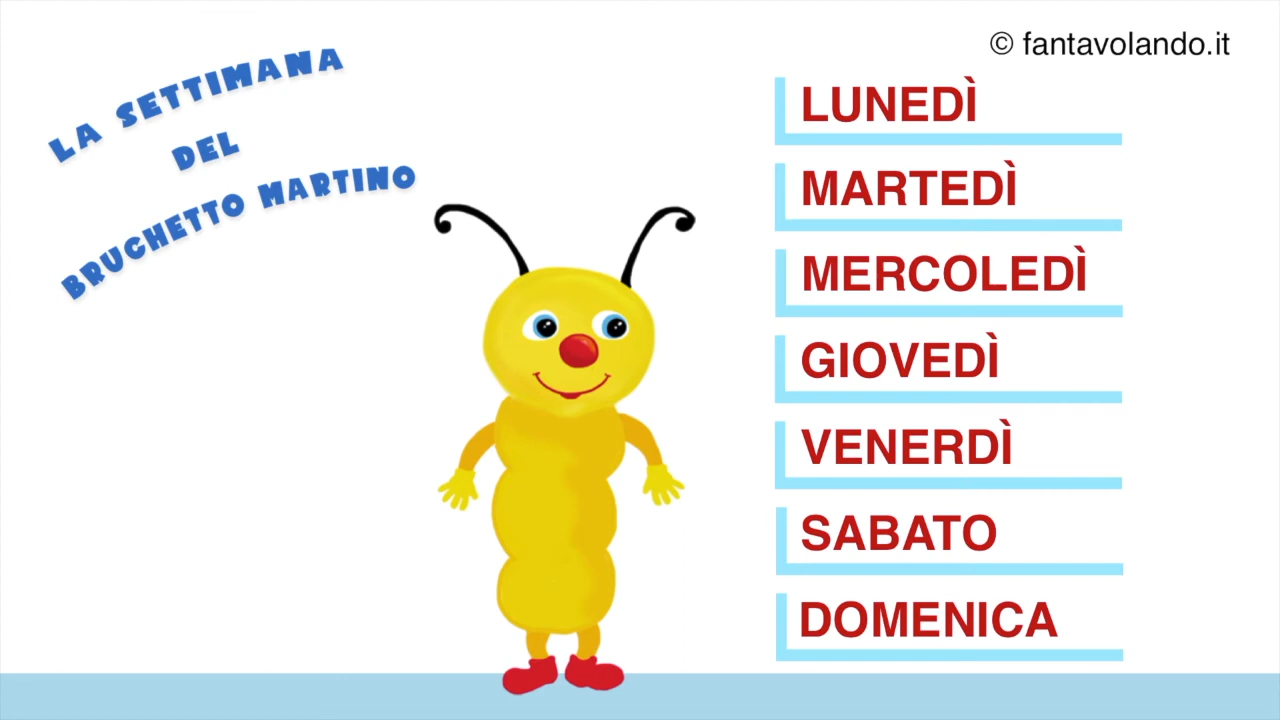 LA SETTIMANA
DEL
BRUCHETTO MARTINO
© fantavolando.it
LUNEDÌ
MARTEDÌ
MERCOLEDÌ
GIOVEDÌ
VENERDÌ
SABATO
DOMENICA